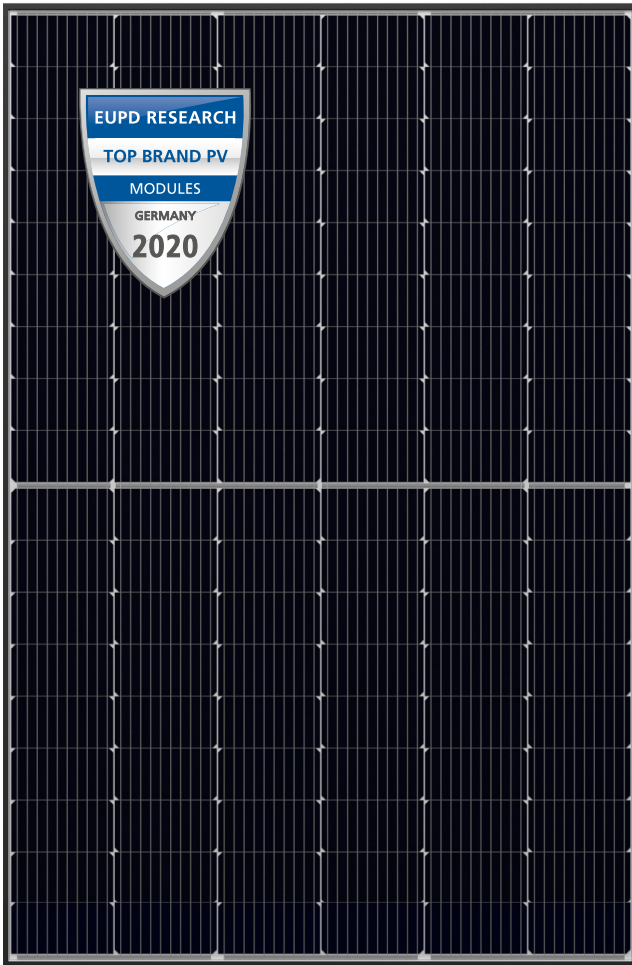 EUPD RESEARCH
TOP BRAND PV
MODULES
GERMANY
2020